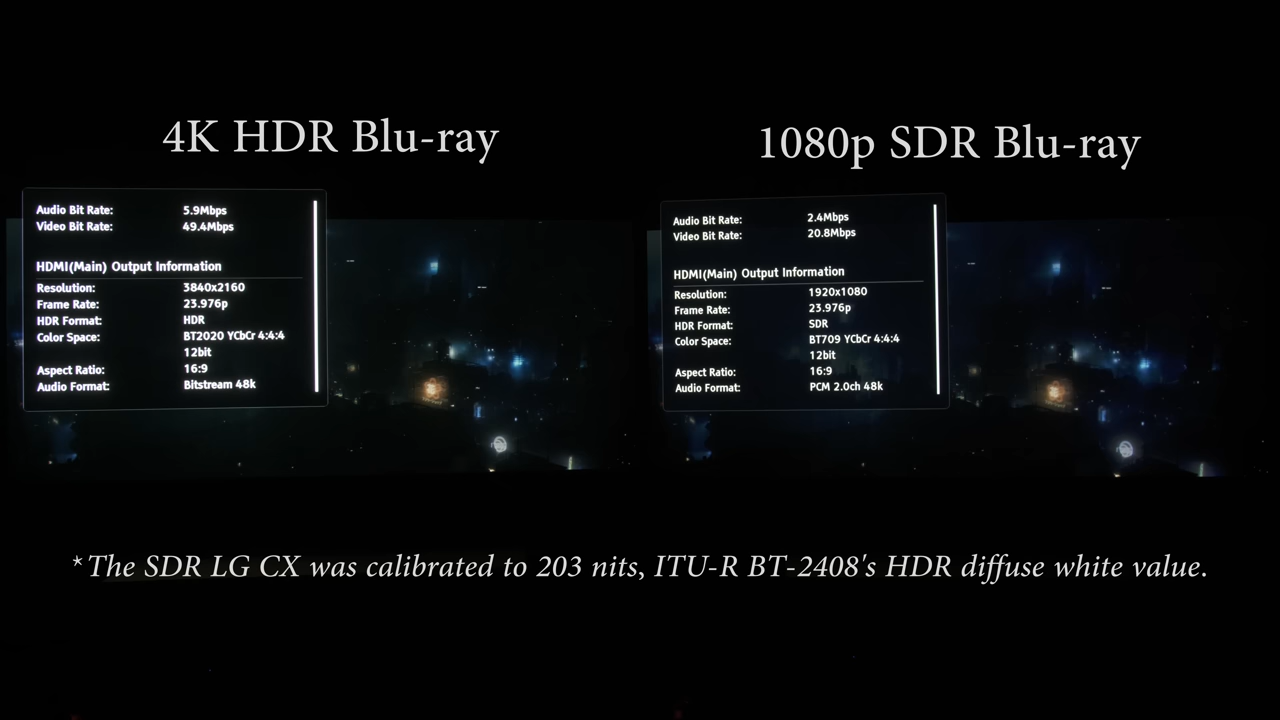 4K HDR Blu-ray
Audio Bit Rate: 5.9Mbps
Video Bit Rate: 49.4Mbps
HDMI(Main) Output Information
Resolution: 3840x2160
Frame Rate: 23.976p
HDR Format: HDR
Color Space: BT2020 YCbCr 4:4:4
12bit
Aspect Ratio: 16:9
Audio Format: Bitstream 48k
1080p SDR Blu-ray
Audio Bit Rate: 2.4Mbps
Video Bit Rate: 20.8Mbps
HDMI(Main) Output Information
Resolution: 1920x1080
Frame Rate: 23.976p
HDR Format: SDR
Color Space: BT709 YCbCr 4:4:4
12bit
Aspect Ratio: 16:9
Audio Format: PCM 2.0ch 48k
*The SDR LG CX was calibrated to 203 nits, ITU-R BT-2408's HDR diffuse white value.